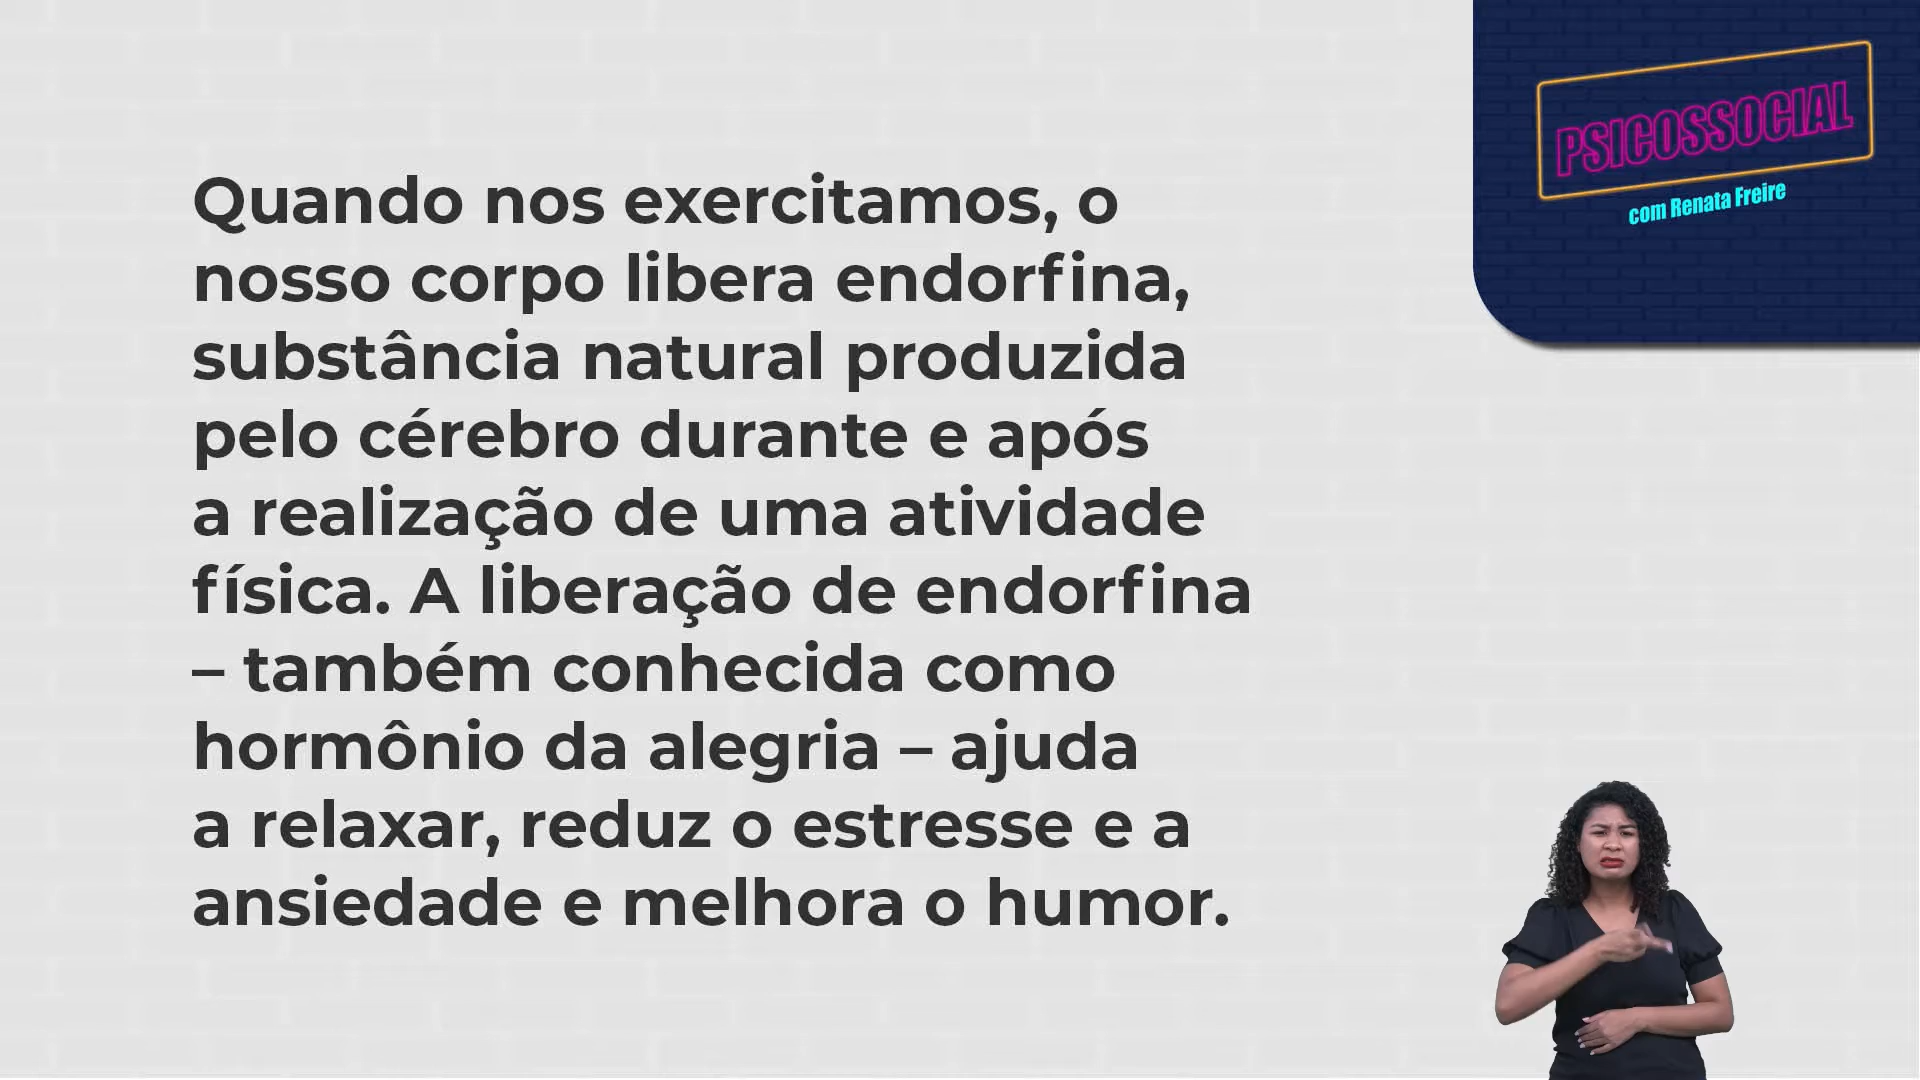 Quando nos exercitamos, o
nosso corpo libera endorfina,
substância natural produzida
pelo cérebro durante e após
a realização de uma atividade
física. A liberação de endorfina
– também conhecida como
hormônio da alegria – ajuda
a relaxar, reduz o estresse e a
ansiedade e melhora o humor.
PSICOSSOCIAL
com Renata Freire